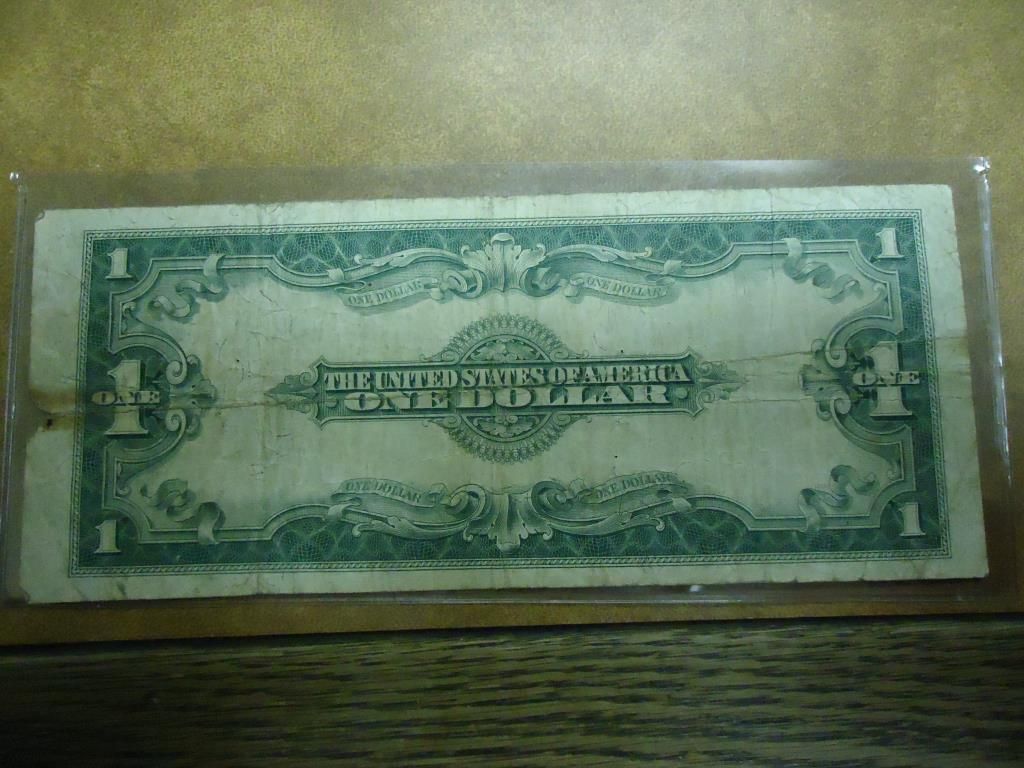 1 1
ONE DOLLAR ONE DOLLAR
1 1
ONE ONE
THE UNITED STATES OF AMERICA
ONE DOLLAR
ONE DOLLAR ONE DOLLAR
1 1